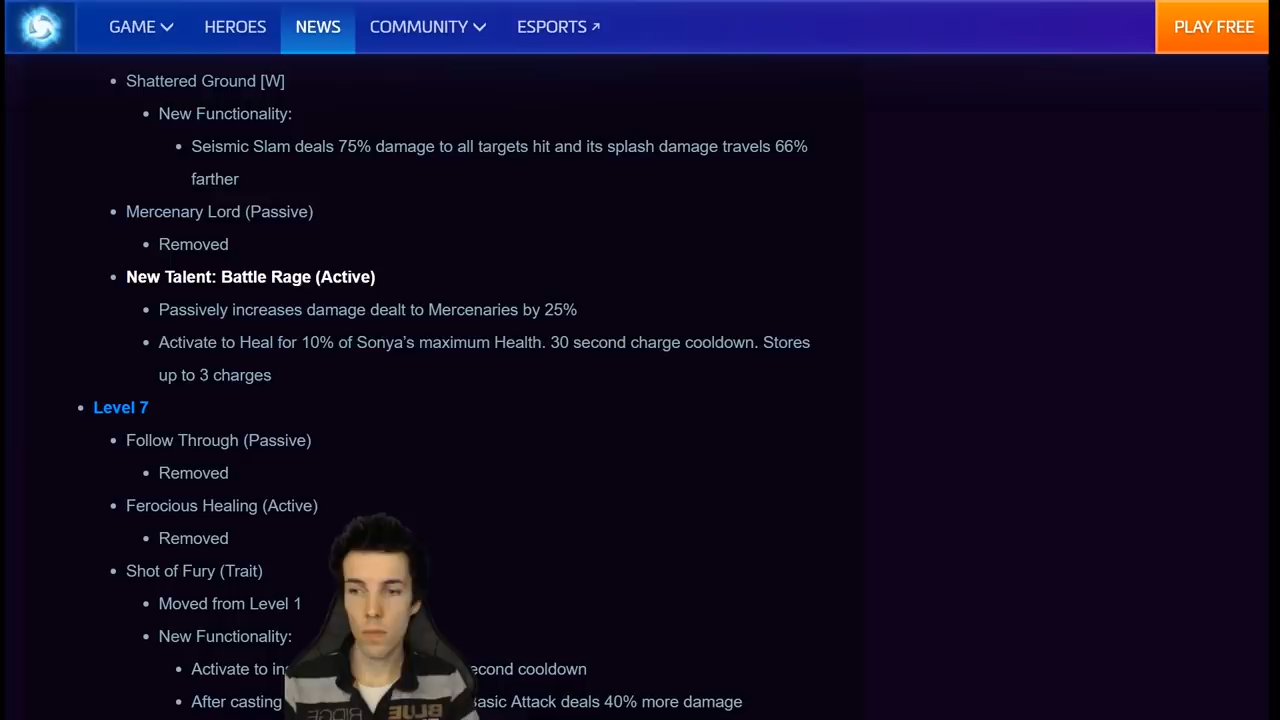 GAME HEROES NEWS COMMUNITY ESPORTS PLAY FREE
• Shattered Ground [W]
• New Functionality:
• Seismic Slam deals 75% damage to all targets hit and its splash damage travels 66%
farther
• Mercenary Lord (Passive)
• Removed
• New Talent: Battle Rage (Active)
• Passively increases damage dealt to Mercenaries by 25%
• Activate to Heal for 10% of Sonya’s maximum Health. 30 second charge cooldown. Stores
up to 3 charges
• Level 7
• Follow Through (Passive)
• Removed
• Ferocious Healing (Active)
• Removed
• Shot of Fury (Trait)
• Moved from Level 1
• New Functionality:
• Activate to cooldown
• After casting Basic Attack deals 40% more damage
BLUE